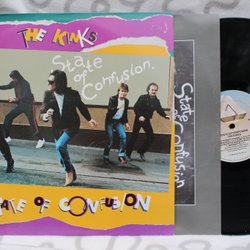 THE KINKS
State
of
Confusion.
State
of Confusion.
STATE OF CONFUSION